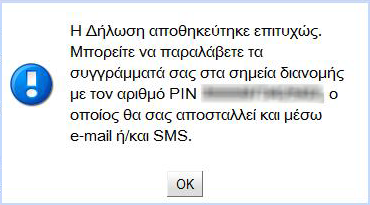 Η Δήλωση αποθηκεύτηκε επιτυχώς.
Μπορείτε να παραλάβετε τα
συγγράμματά σας στα σημεία διανομής
με τον αριθμό PIN ο
οποίος θα σας αποσταλλεί και μέσω
e-mail ή/και SMS.
OK